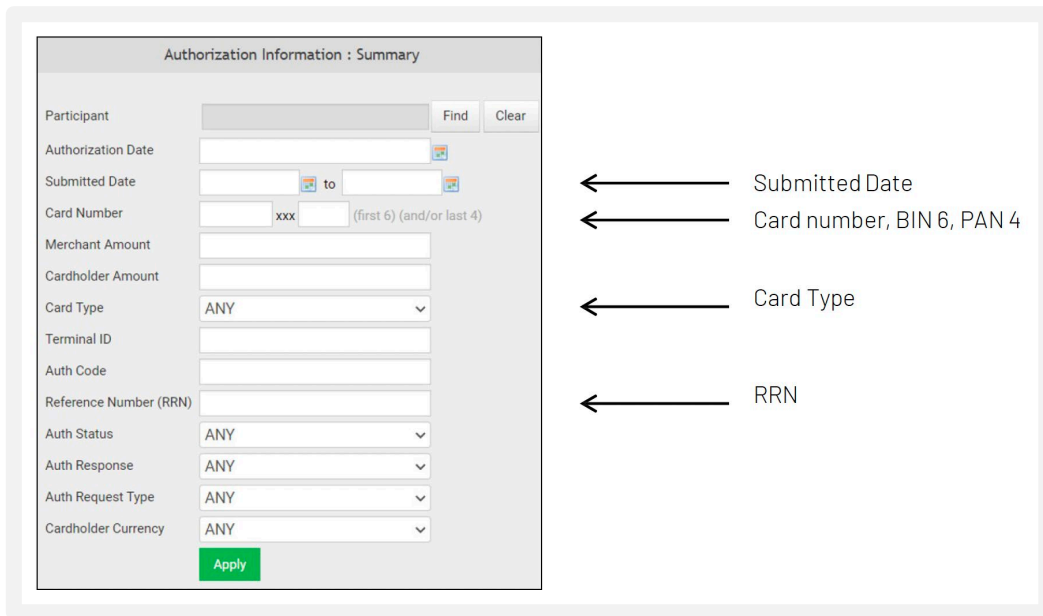 Authorization Information : Summary
Participant Find Clear
Authorization Date
Submitted Date to
Submitted Date
Card Number xxx (first 6) (and/or last 4)
Card number, BIN 6, PAN 4
Merchant Amount
Cardholder Amount
Card Type ANY
Card Type
Terminal ID
Auth Code
Reference Number (RRN)
RRN
Auth Status ANY
Auth Response ANY
Auth Request Type ANY
Cardholder Currency ANY
Apply